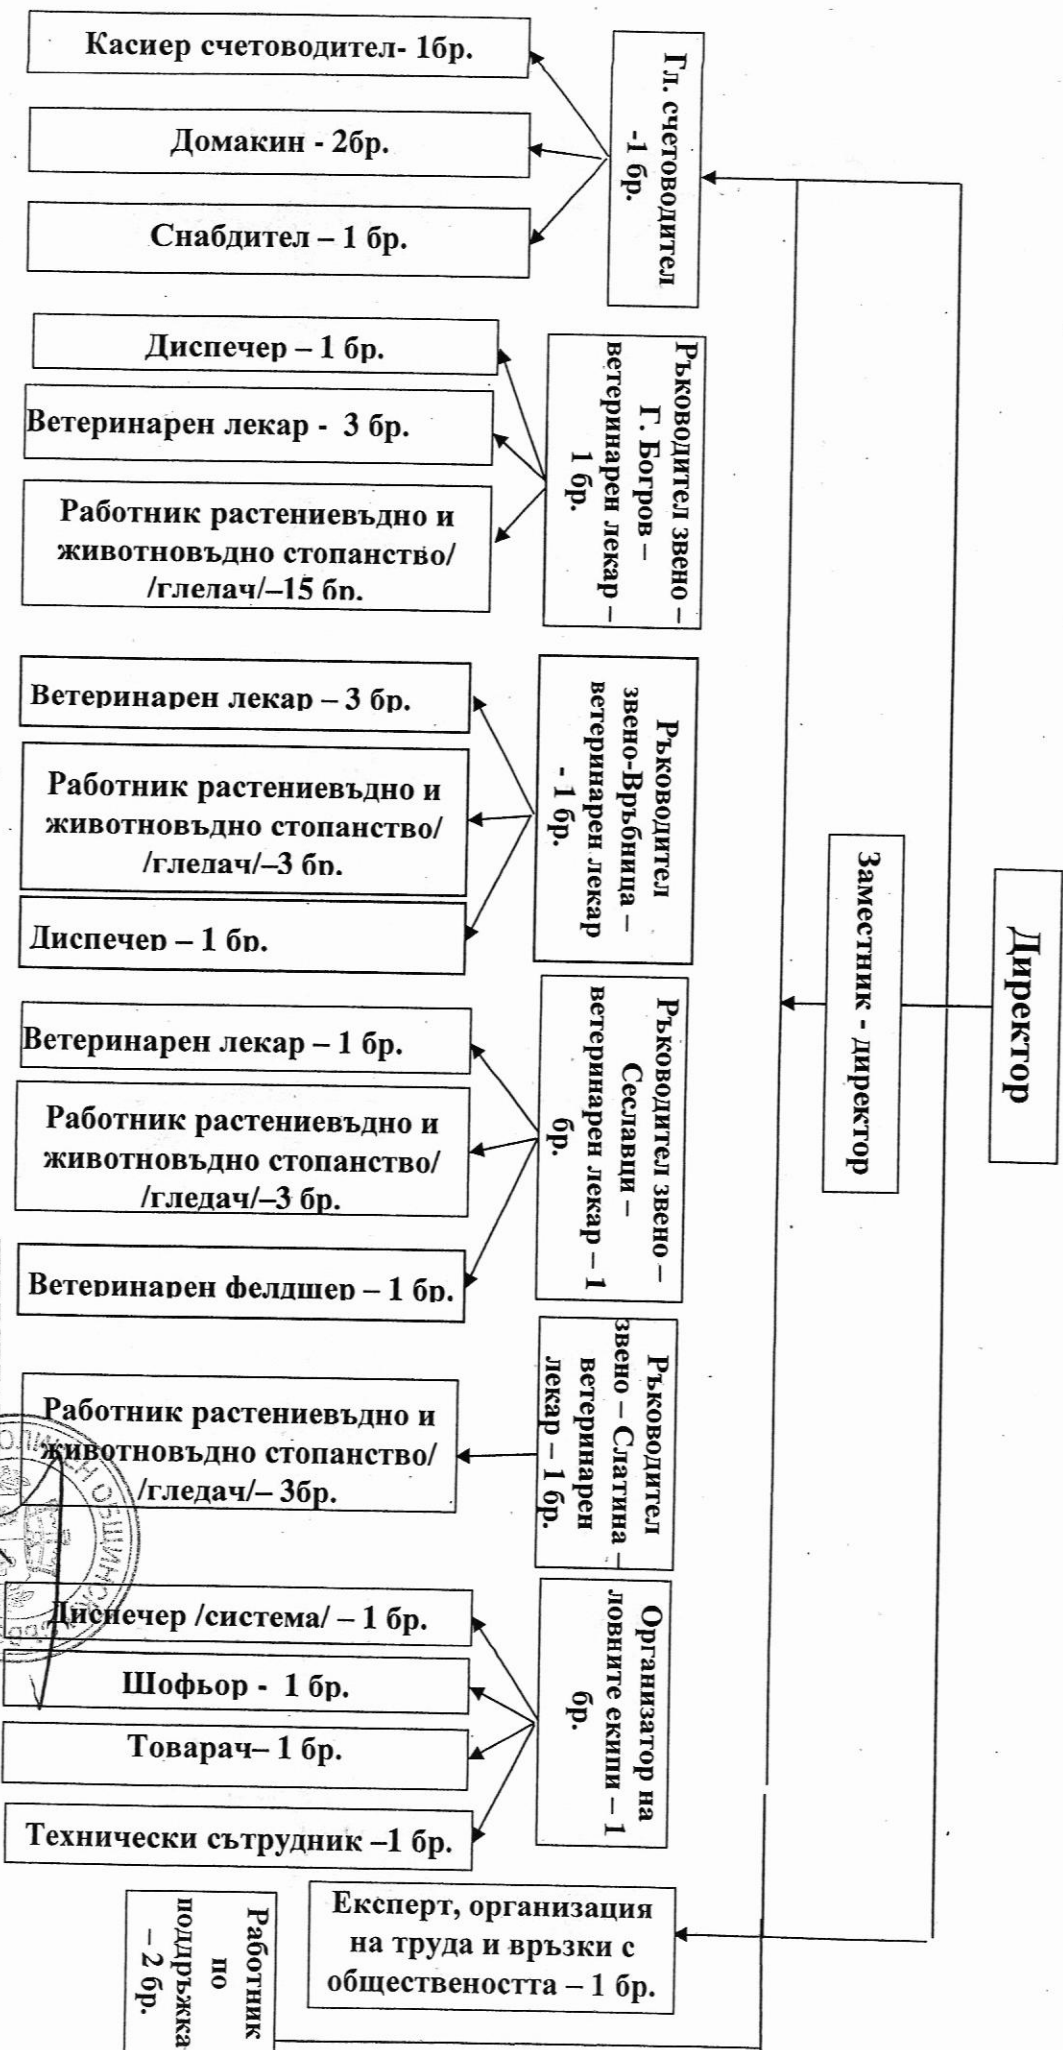 Директор
Заместник - директор
Гл. счетоводител
-1 бр.
Касиер счетоводител- 1бр.
Домакин - 2бр.
Снабдител – 1 бр.
Ръководител звено –
Г. Богров –
ветеринарен лекар –
1 бр.
Диспечер – 1 бр.
Ветеринарен лекар - 3 бр.
Работник растениевъдно и
животновъдно стопанство/
/гледач/–15 бр.
Ръководител
звено-Връбница –
ветеринарен лекар
- 1 бр.
Ветеринарен лекар – 3 бр.
Работник растениевъдно и
животновъдно стопанство/
/гледач/–3 бр.
Диспечер – 1 бр.
Ръководител звено –
Сеславци –
ветеринарен лекар – 1
бр.
Ветеринарен лекар – 1 бр.
Работник растениевъдно и
животновъдно стопанство/
/гледач/–3 бр.
Ветеринарен фелдшер – 1 бр.
Ръководител
звено – Слатина –
ветеринарен
лекар – 1 бр.
Работник растениевъдно и
животновъдно стопанство/
/гледач/– 3бр.
Организатор на
ловните екипи – 1
бр.
Диспечер /система/ – 1 бр.
Шофьор - 1 бр.
Товарач– 1 бр.
Технически сътрудник –1 бр.
Експерт, организация
на труда и връзки с
обществеността – 1 бр.
Работник
по
поддръжка
– 2 бр.